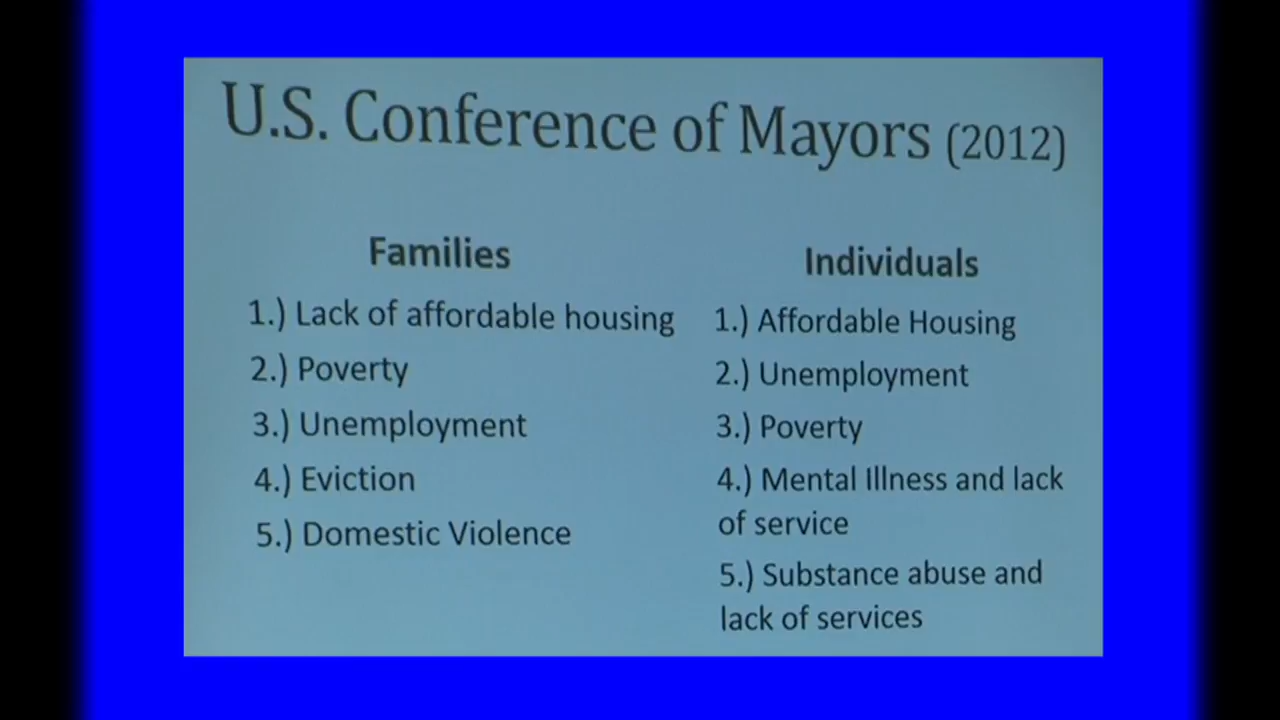 U.S. Conference of Mayors (2012)
Families
1.) Lack of affordable housing
2.) Poverty
3.) Unemployment
4.) Eviction
5.) Domestic Violence
Individuals
1.) Affordable Housing
2.) Unemployment
3.) Poverty
4.) Mental Illness and lack
of service
5.) Substance abuse and
lack of services